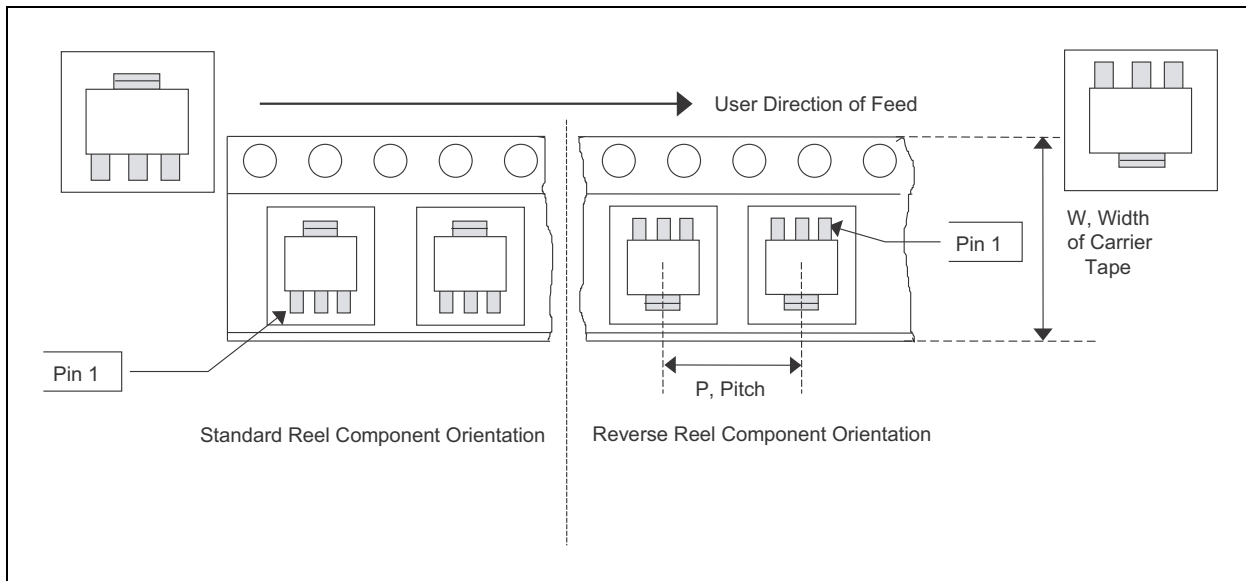 User Direction of Feed
Pin 1
W, Width
of Carrier
Tape
Pin 1
P, Pitch
Standard Reel Component Orientation
Reverse Reel Component Orientation